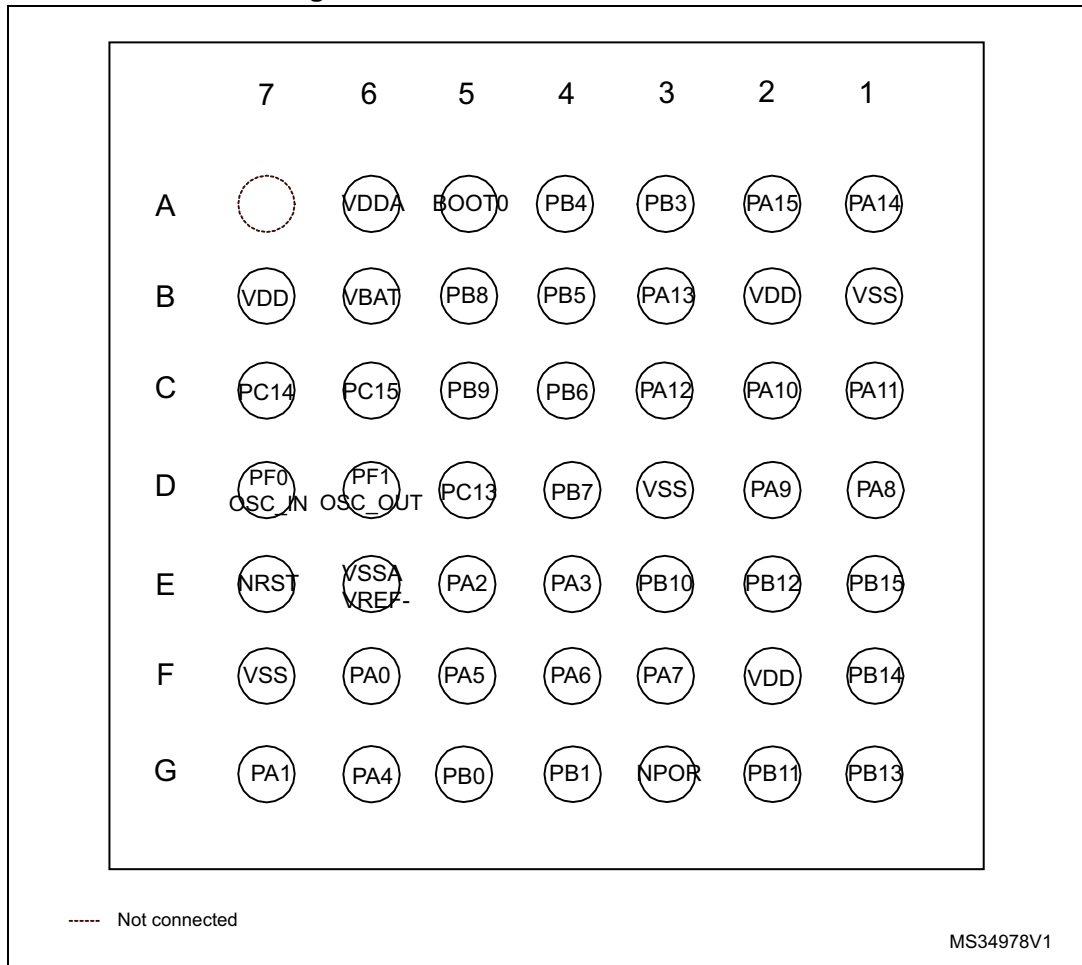 7 6 5 4 3 2 1
A VDDA BOOT0 PB4 PB3 PA15 PA14
B VDD VBAT PB8 PB5 PA13 VDD VSS
C PC14 PC15 PB9 PB6 PA12 PA10 PA11
D PF0 OSC_IN PF1 OSC_OUT PC13 PB7 VSS PA9 PA8
E NRST VSSA VREF- PA2 PA3 PB10 PB12 PB15
F VSS PA0 PA5 PA6 PA7 VDD PB14
G PA1 PA4 PB0 PB1 NPOR PB11 PB13
Not connected
MS34978V1